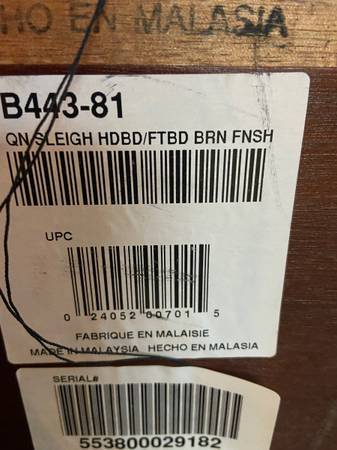 HO EN MALASIA
B443-81
QN SLEIGH HDBD/FTBD BRN FNSH
UPC
0 24052 00701 5
FABRIQUE EN MALAISIE
MADE IN MALAYSIA HECHO EN MALASIA
SERIAL#
553800029182